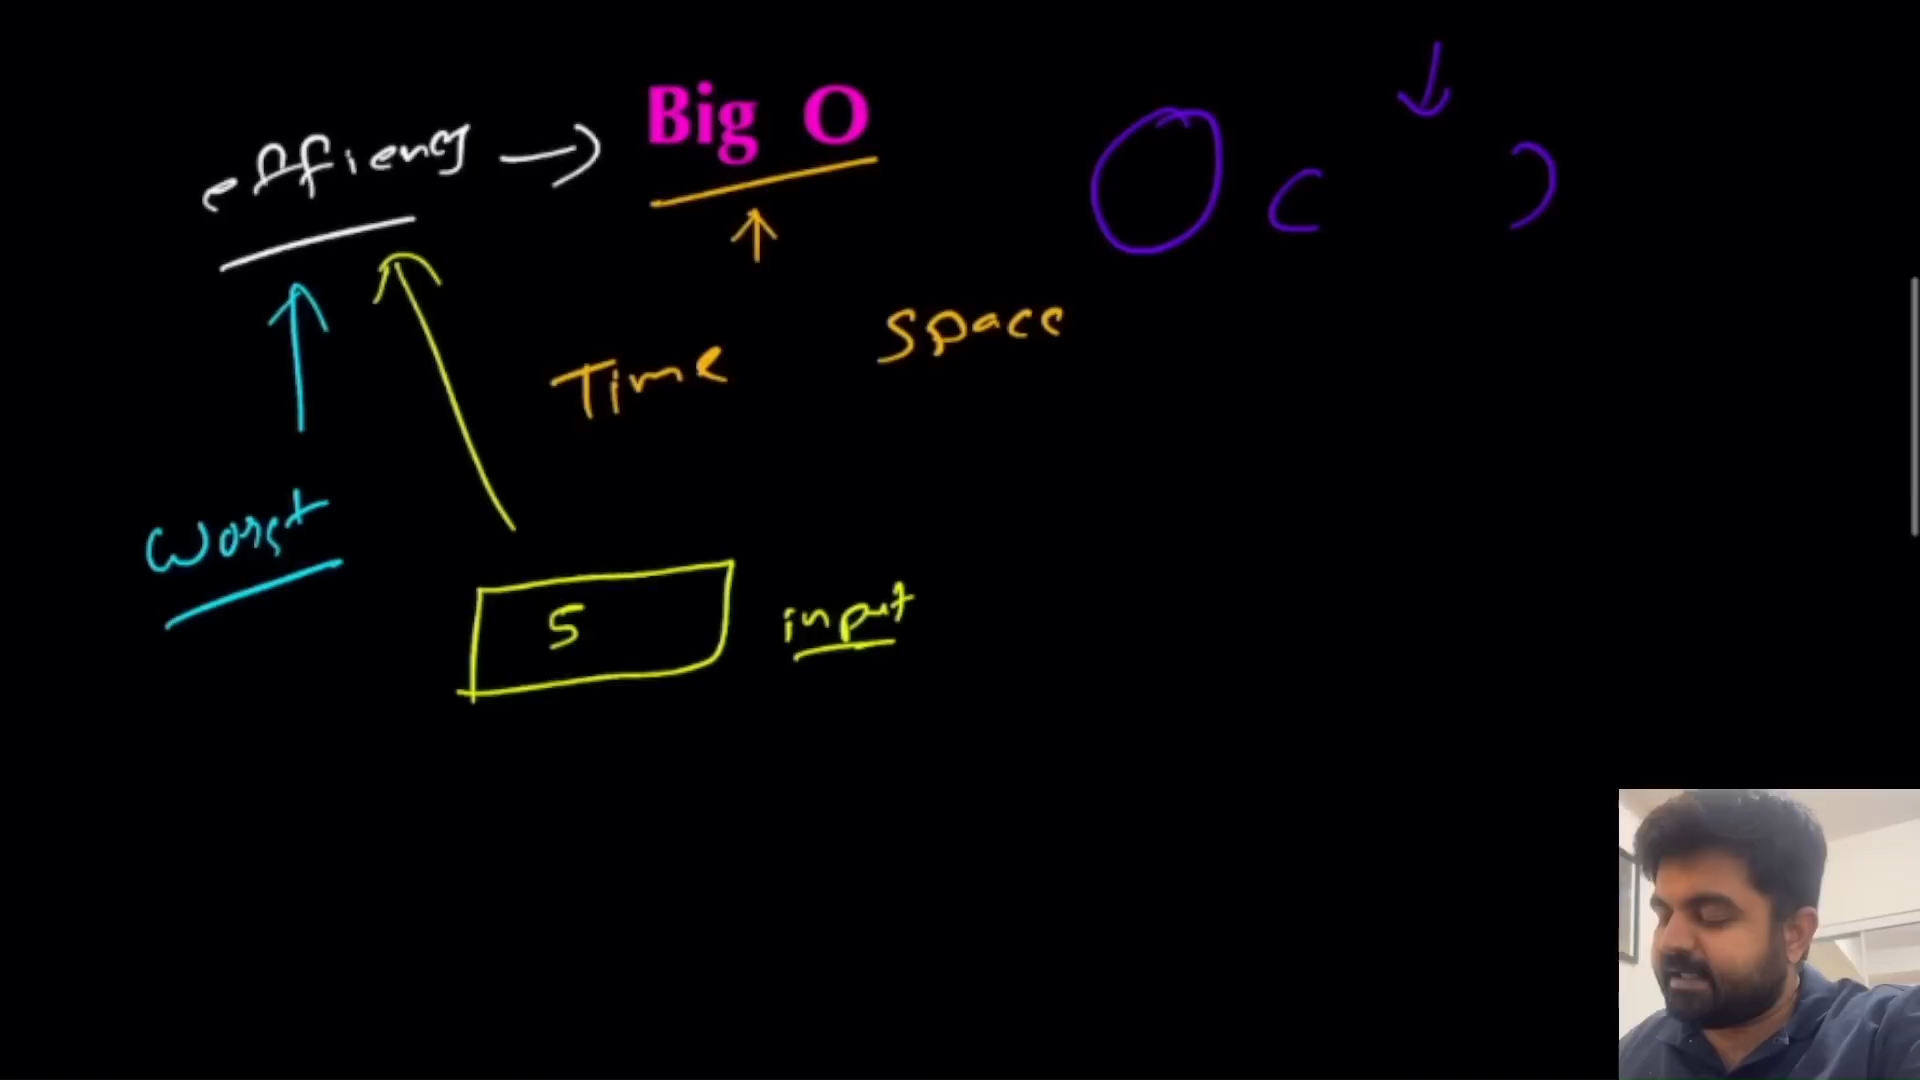 effiency → Big O O( )
Time Space
Worst
5 input